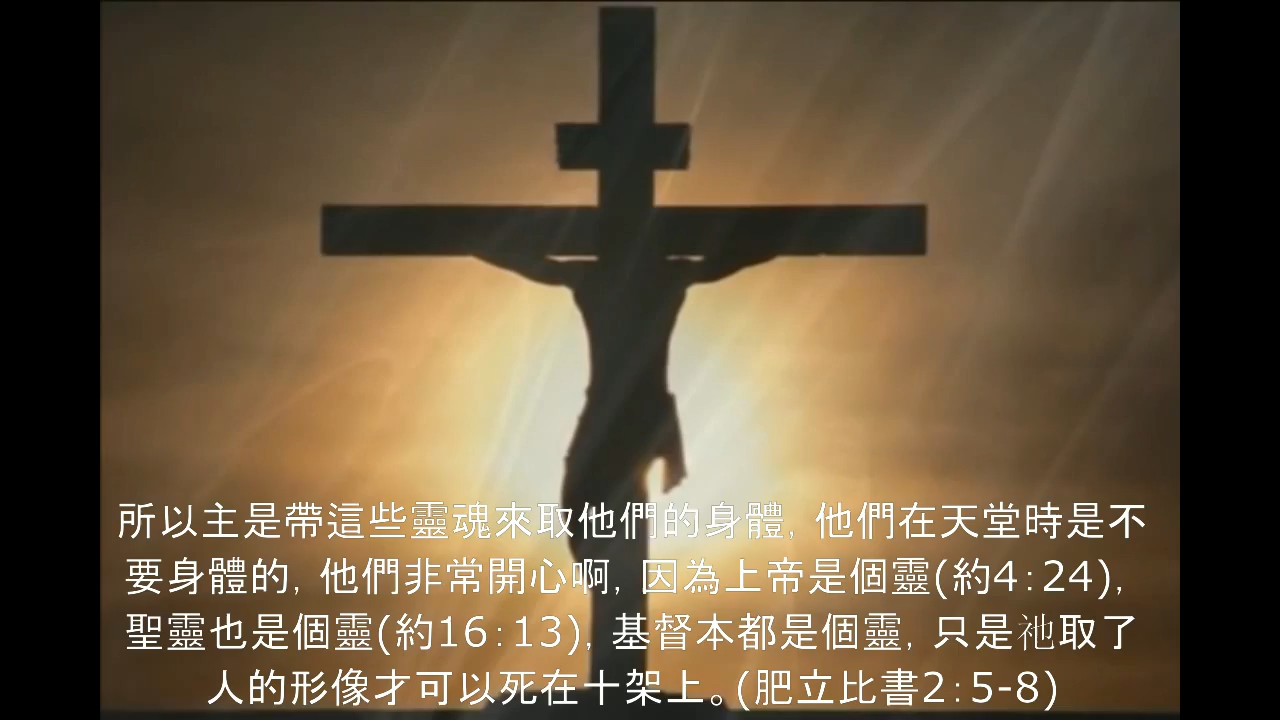 所以主是帶這些靈魂來取他們的身體, 他們在天堂時是不
要身體的, 他們非常開心啊, 因為上帝是個靈(約4:24),
聖靈也是個靈(約16:13), 基督本都是個靈, 只是祂取了
人的形像才可以死在十架上。(肥立比書2:5-8)